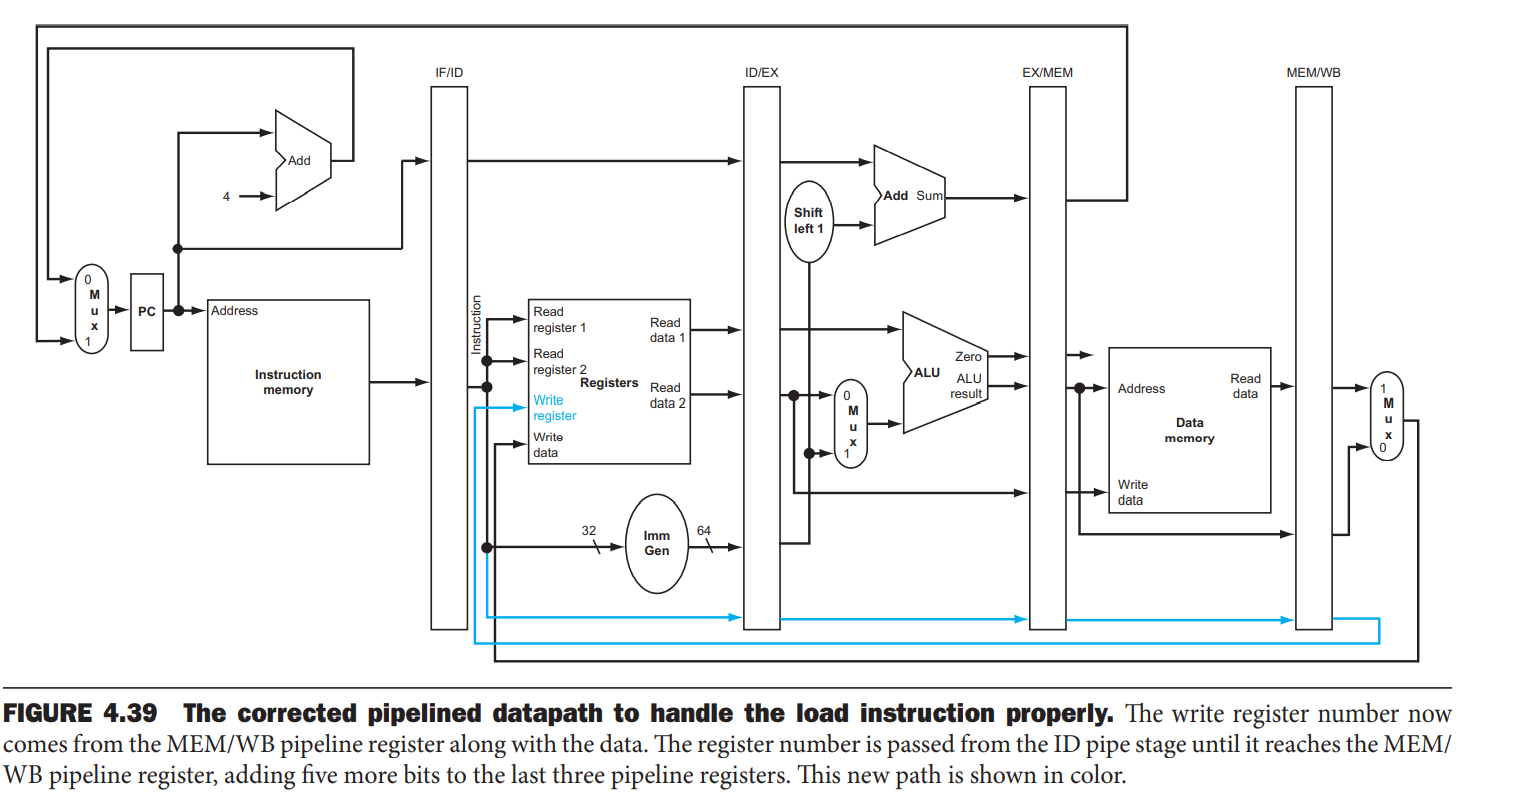 IF/ID
ID/EX
EX/MEM
MEM/WB
Add
4
Add Sum
Shift
left 1
0
M
u
x
1
PC
Address
Instruction
memory
Instruction
Read
register 1
Read
register 2
Write
register
Write
data
Registers
Read
data 1
Read
data 2
32
Imm
Gen
64
0
M
u
x
1
Zero
ALU
ALU
result
Address
Read
data
Data
memory
Write
data
1
M
u
x
0
FIGURE 4.39 The corrected pipelined datapath to handle the load instruction properly. The write register number now
comes from the MEM/WB pipeline register along with the data. The register number is passed from the ID pipe stage until it reaches the MEM/
WB pipeline register, adding five more bits to the last three pipeline registers. This new path is shown in color.